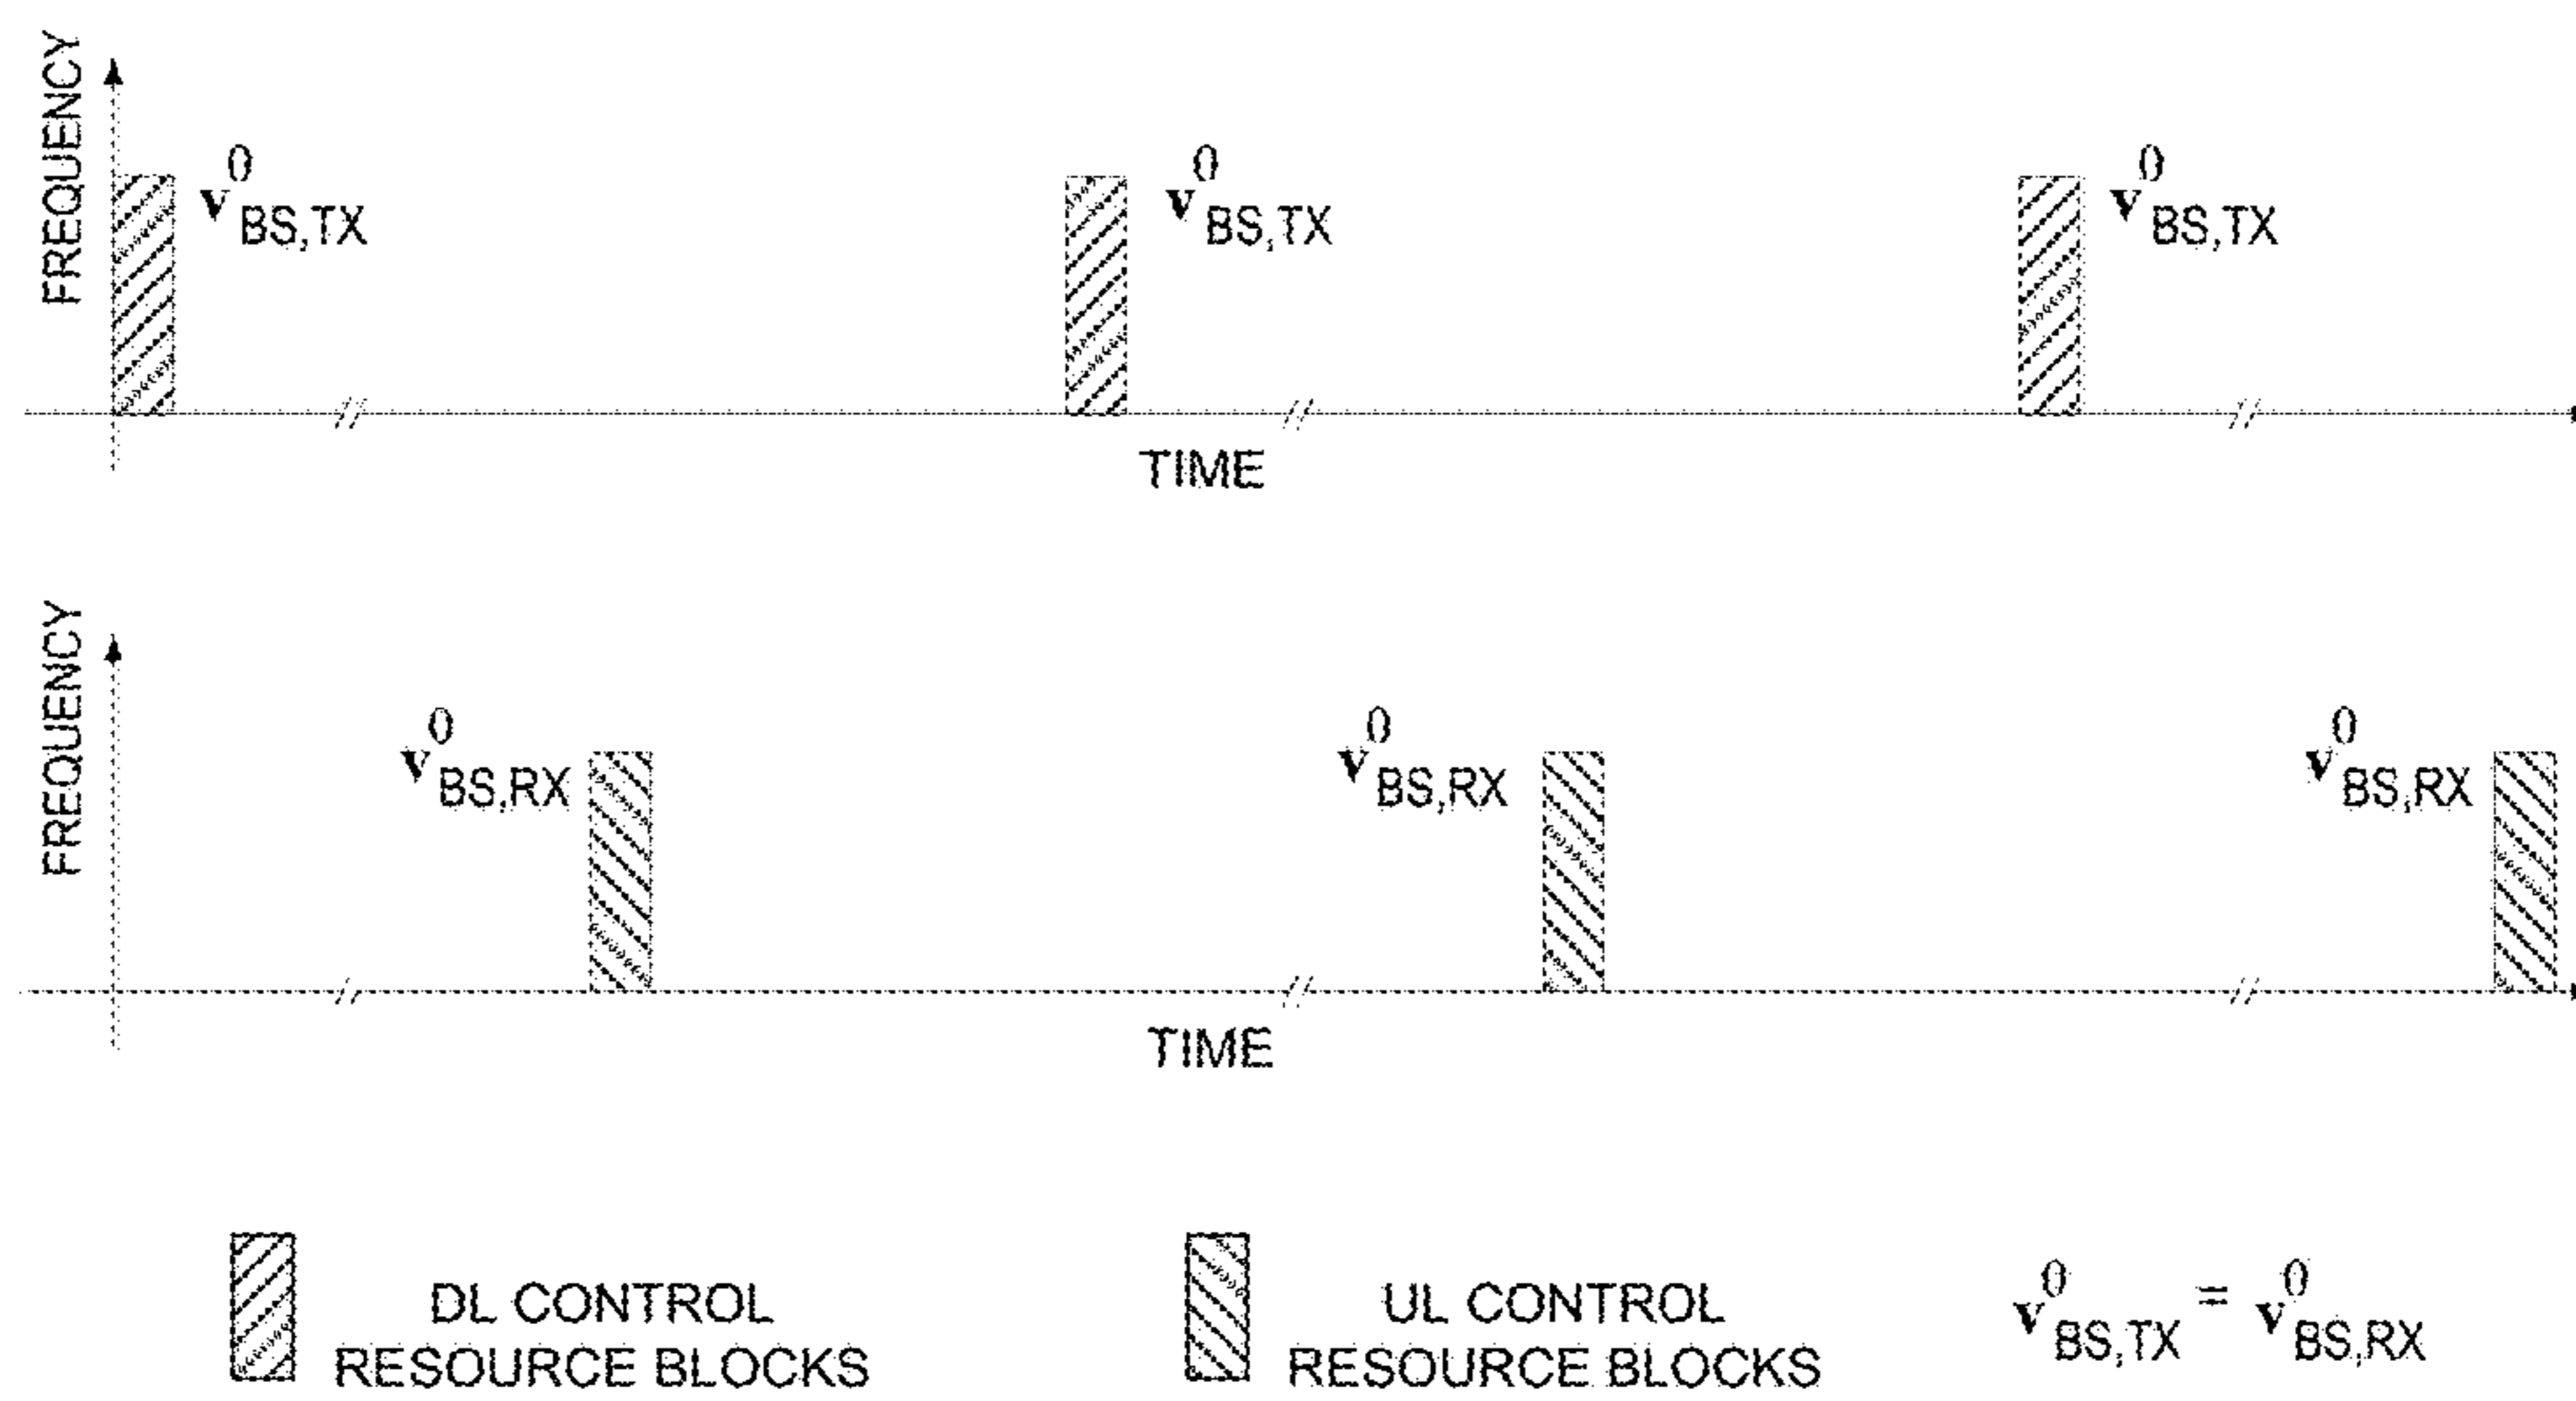 FREQUENCY
v⁰BS,TX
v⁰BS,TX
v⁰BS,TX
TIME
FREQUENCY
v⁰BS,RX
v⁰BS,RX
v⁰BS,RX
TIME
DL CONTROL
RESOURCE BLOCKS
UL CONTROL
RESOURCE BLOCKS
v⁰BS,TX = v⁰BS,RX